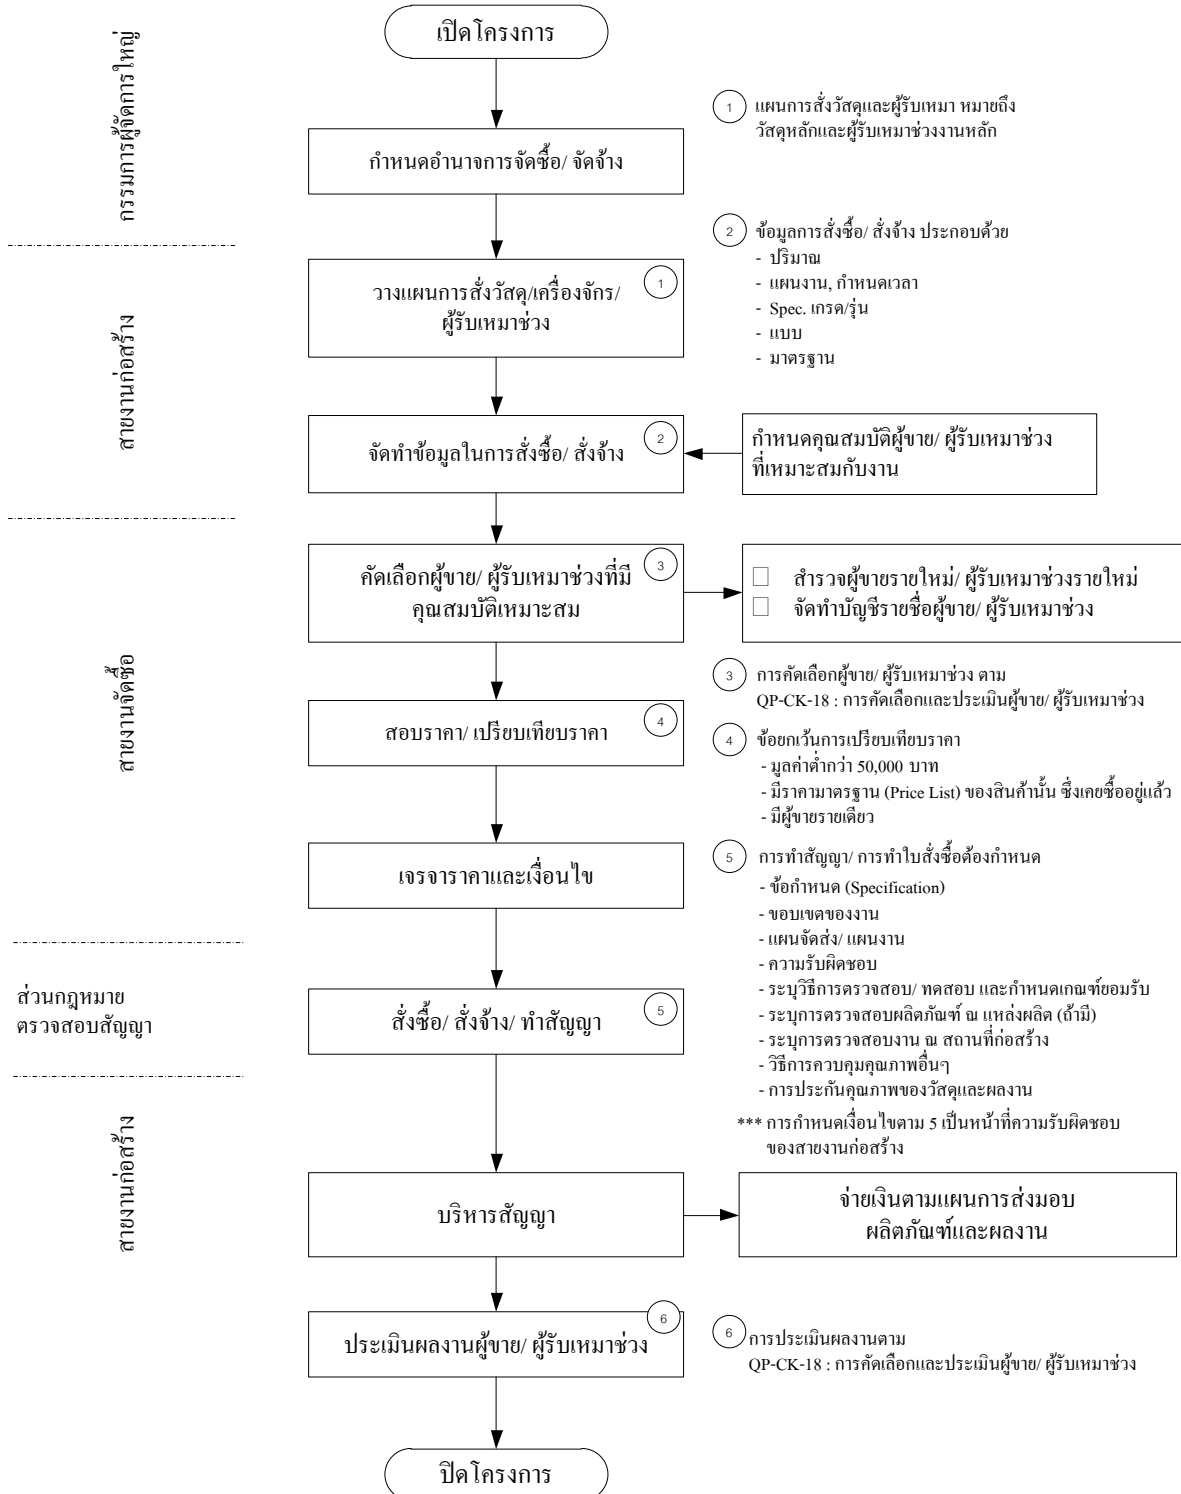 เปิดโครงการ
กรรมการผู้จัดการใหญ่
1
แผนการสั่งวัสดุและผู้รับเหมา หมายถึง
วัสดุหลักและผู้รับเหมาช่วงงานหลัก
กำหนดอำนาจการจัดซื้อ/ จัดจ้าง
2
ข้อมูลการสั่งซื้อ/ สั่งจ้าง ประกอบด้วย
- ปริมาณ
- แผนงาน, กำหนดเวลา
- Spec. เกรด/รุ่น
- แบบ
- มาตรฐาน
สายงานก่อสร้าง
วางแผนการสั่งวัสดุ/เครื่องจักร/
ผู้รับเหมาช่วง
1
จัดทำข้อมูลในการสั่งซื้อ/ สั่งจ้าง
2
กำหนดคุณสมบัติผู้ขาย/ ผู้รับเหมาช่วง
ที่เหมาะสมกับงาน
สายงานจัดซื้อ
คัดเลือกผู้ขาย/ ผู้รับเหมาช่วงที่มี
คุณสมบัติเหมาะสม
3
สำรวจผู้ขายรายใหม่/ ผู้รับเหมาช่วงรายใหม่
จัดทำบัญชีรายชื่อผู้ขาย/ ผู้รับเหมาช่วง
3
การคัดเลือกผู้ขาย/ ผู้รับเหมาช่วง ตาม
QP-CK-18 : การคัดเลือกและประเมินผู้ขาย/ ผู้รับเหมาช่วง
สอบราคา/ เปรียบเทียบราคา
4
4
ข้อยกเว้นการเปรียบเทียบราคา
- มูลค่าต่ำกว่า 50,000 บาท
- มีราคามาตรฐาน (Price List) ของสินค้านั้น ซึ่งเคยซื้ออยู่แล้ว
- มีผู้ขายรายเดียว
เจรจาราคาและเงื่อนไข
5
การทำสัญญา/ การทำใบสั่งซื้อต้องกำหนด
- ข้อกำหนด (Specification)
- ขอบเขตของงาน
- แผนจัดส่ง/ แผนงาน
- ความรับผิดชอบ
- ระบุวิธีการตรวจสอบ/ ทดสอบ และกำหนดเกณฑ์ยอมรับ
- ระบุการตรวจสอบผลิตภัณฑ์ ณ แหล่งผลิต (ถ้ามี)
- ระบุการตรวจสอบงาน ณ สถานที่ก่อสร้าง
- วิธีการควบคุมคุณภาพอื่นๆ
- การประกันคุณภาพของวัสดุและผลงาน
*** การกำหนดเงื่อนไขตาม 5 เป็นหน้าที่ความรับผิดชอบ
ของสายงานก่อสร้าง
ส่วนกฎหมาย
ตรวจสอบสัญญา
สั่งซื้อ/ สั่งจ้าง/ ทำสัญญา
5
สายงานก่อสร้าง
บริหารสัญญา
จ่ายเงินตามแผนการส่งมอบ
ผลิตภัณฑ์และผลงาน
ประเมินผลงานผู้ขาย/ ผู้รับเหมาช่วง
6
6
การประเมินผลงานตาม
QP-CK-18 : การคัดเลือกและประเมินผู้ขาย/ ผู้รับเหมาช่วง
ปิดโครงการ